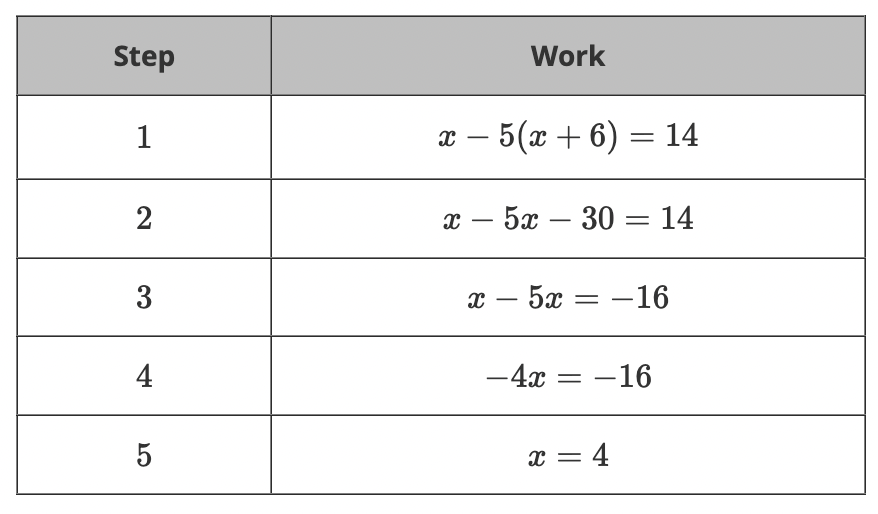 Step Work
1 x − 5(x + 6) = 14
2 x − 5x − 30 = 14
3 x − 5x = −16
4 −4x = −16
5 x = 4